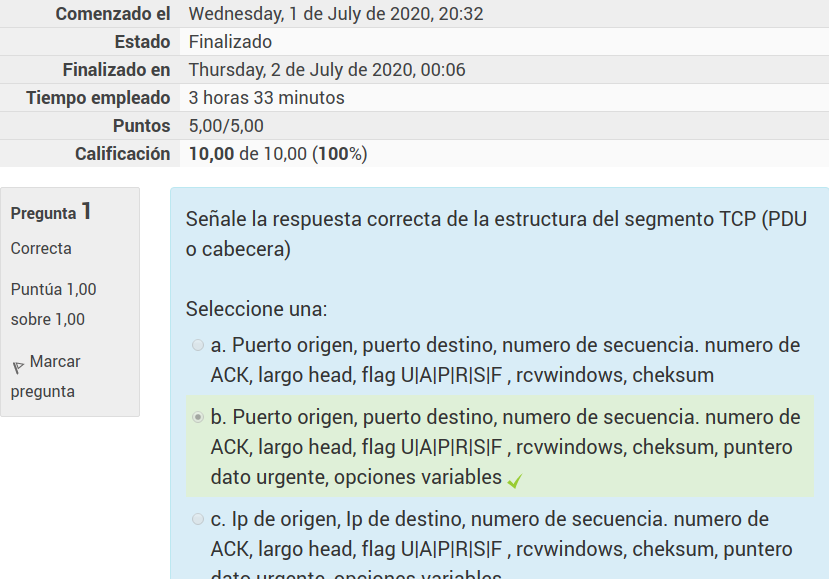 Comenzado el Wednesday, 1 de July de 2020, 20:32
Estado Finalizado
Finalizado en Thursday, 2 de July de 2020, 00:06
Tiempo empleado 3 horas 33 minutos
Puntos 5,00/5,00
Calificación 10,00 de 10,00 (100%)
Pregunta 1
Correcta
Puntúa 1,00
sobre 1,00
Marcar
pregunta
Señale la respuesta correcta de la estructura del segmento TCP (PDU
o cabecera)
Seleccione una:
a. Puerto origen, puerto destino, numero de secuencia. numero de
ACK, largo head, flag U|A|P|R|S|F , rcvwindows, cheksum
b. Puerto origen, puerto destino, numero de secuencia. numero de
ACK, largo head, flag U|A|P|R|S|F , rcvwindows, cheksum, puntero
dato urgente, opciones variables
c. Ip de origen, Ip de destino, numero de secuencia. numero de
ACK, largo head, flag U|A|P|R|S|F , rcvwindows, cheksum, puntero
dato urgente, opciones variables